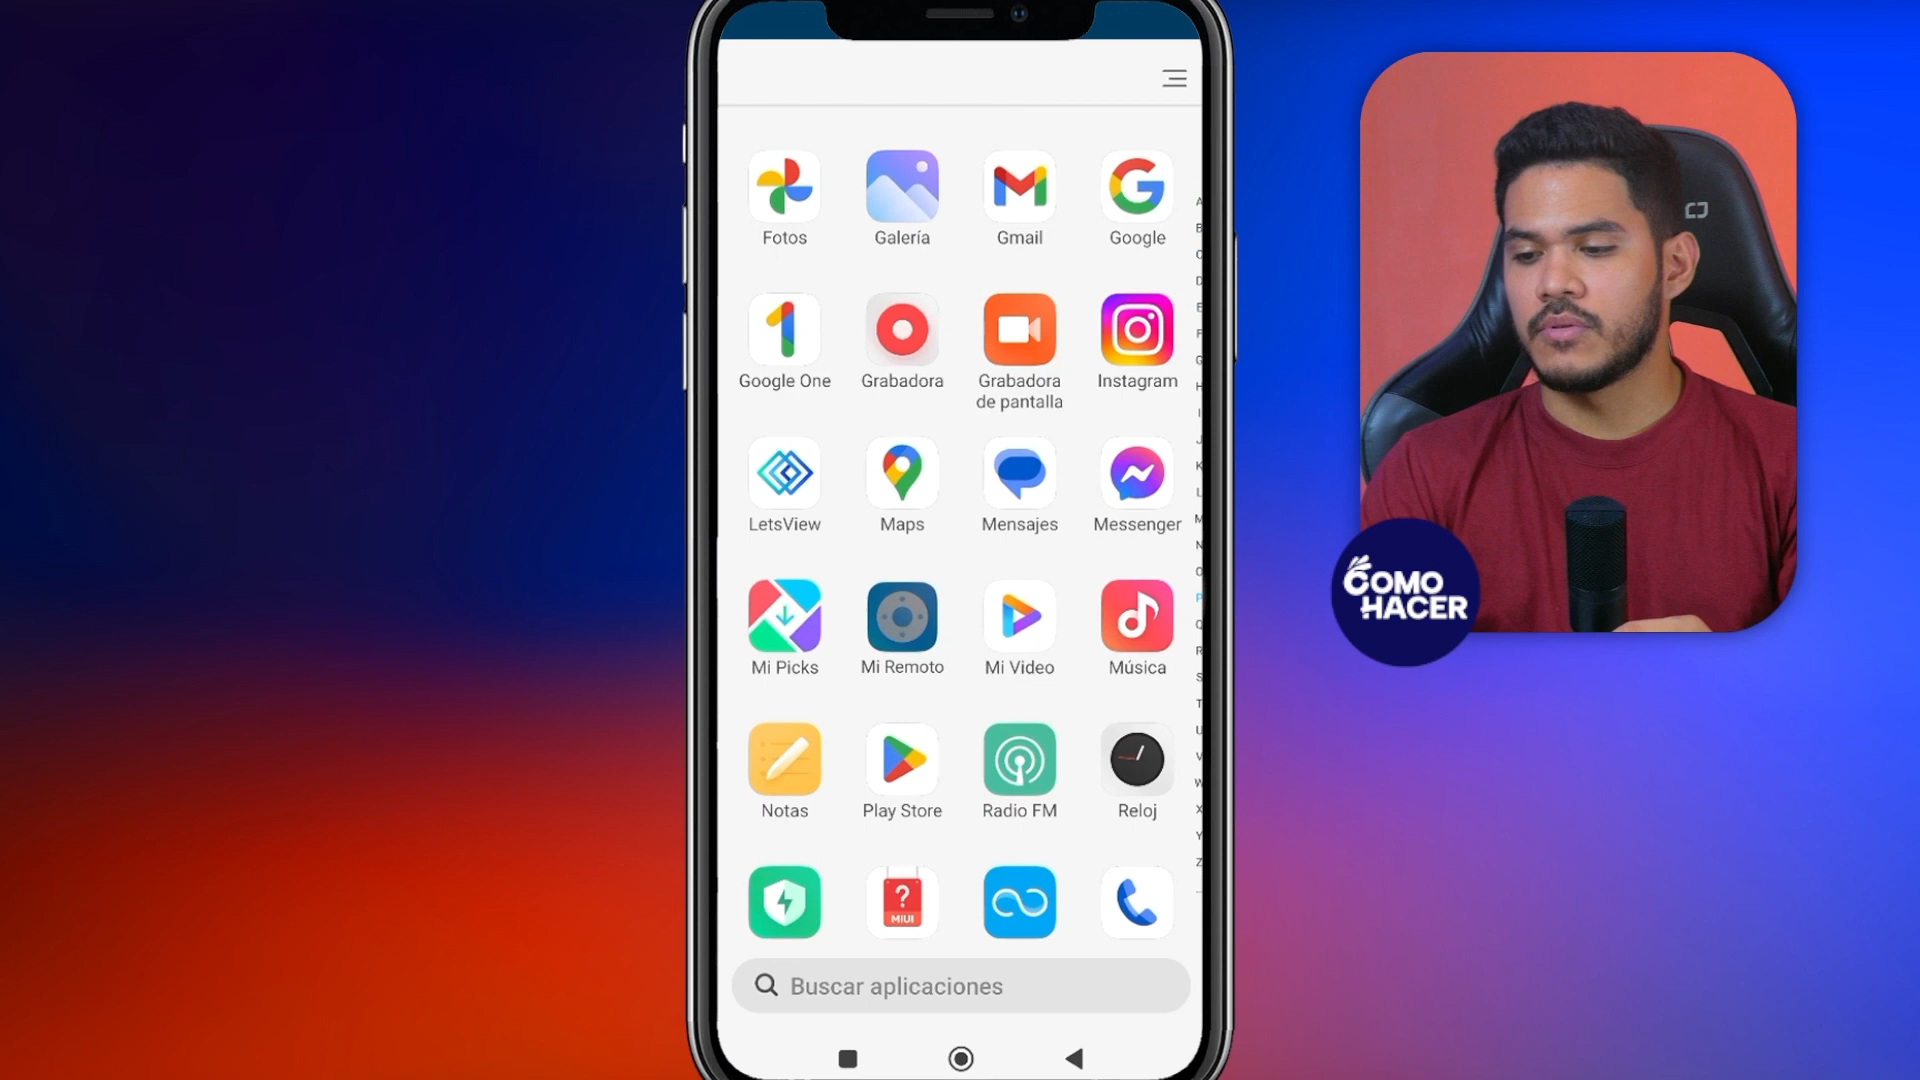 Fotos
Galería
Gmail
Google
Google One
Grabadora
Grabadora
de pantalla
Instagram
LetsView
Maps
Mensajes
Messenger
Mi Picks
Mi Remoto
Mi Video
Música
Notas
Play Store
Radio FM
Reloj
?
MIUI
Buscar aplicaciones
COMO
HACER